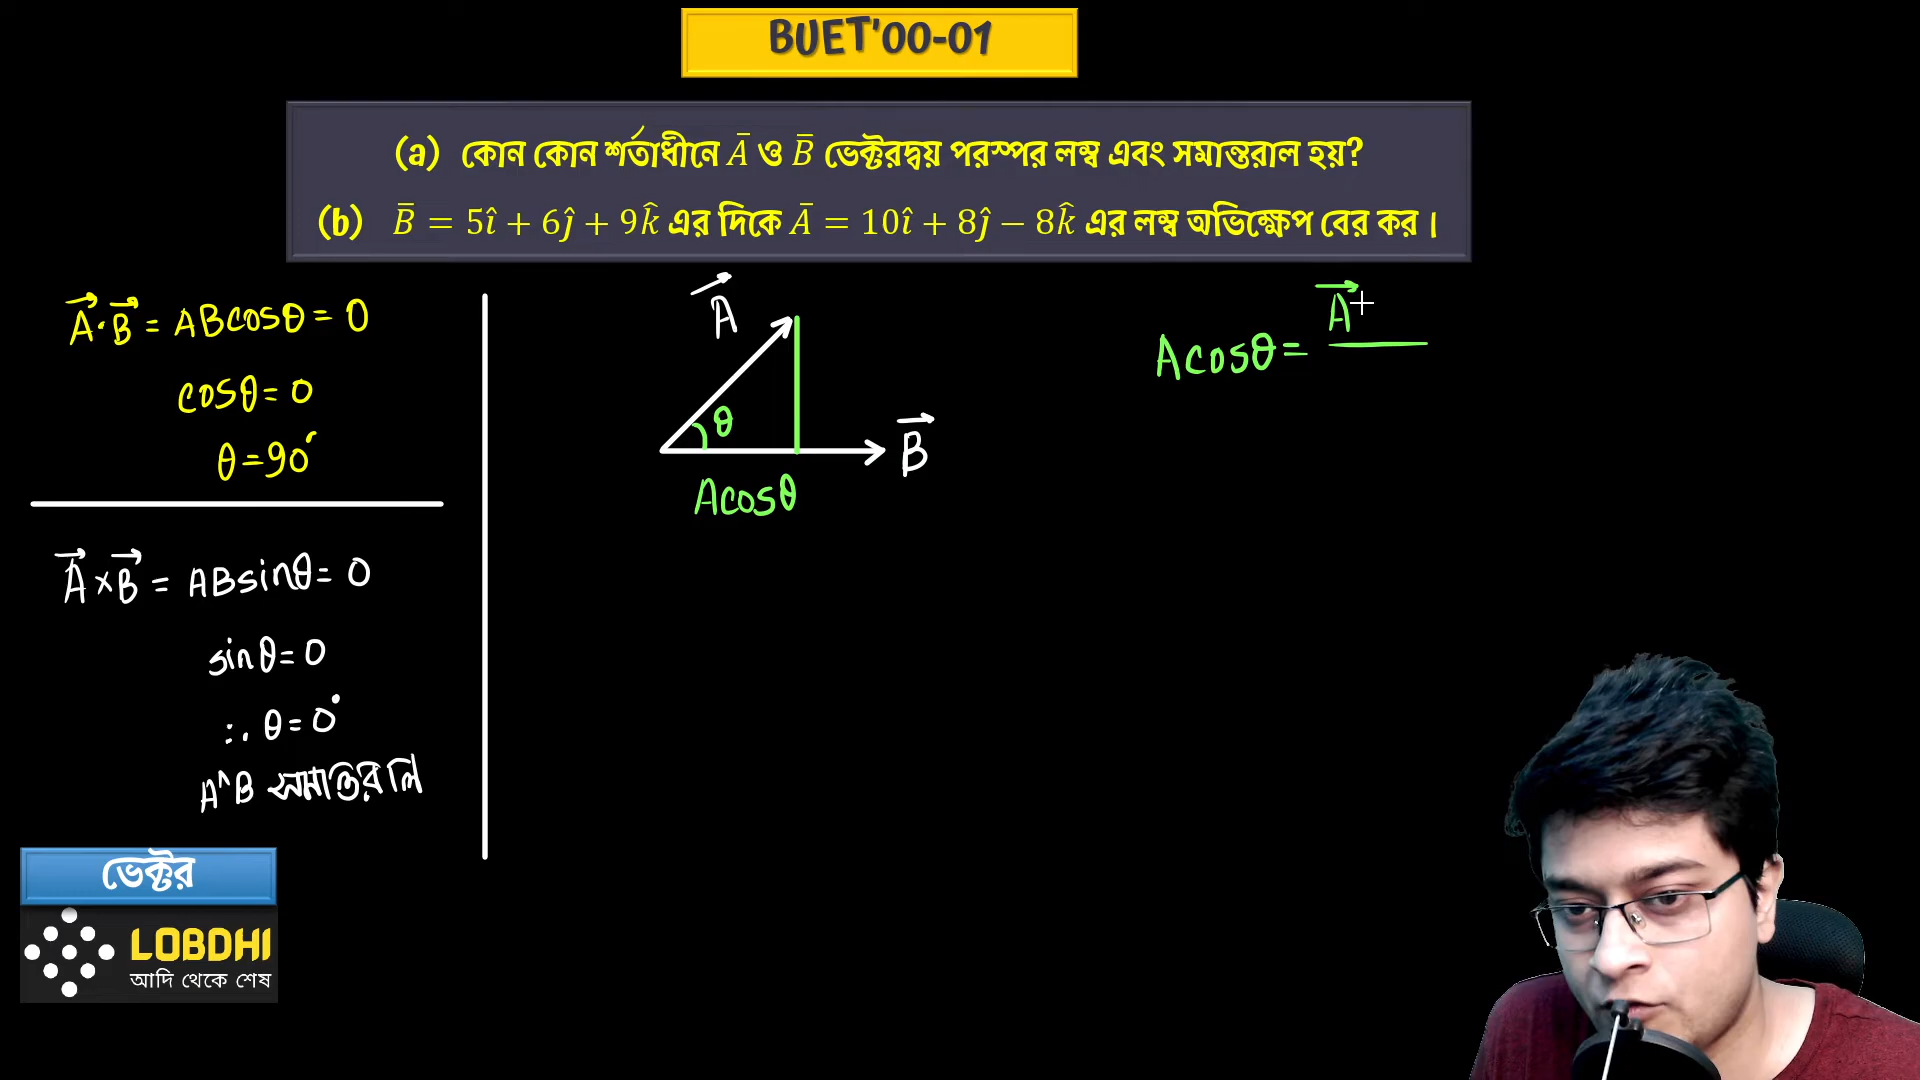 BUET'00-01
(a) কোন কোন শর্তাধীনে A̅ ও B̅ ভেক্টরদ্বয় পরস্পর লম্ব এবং সমান্তরাল হয়?
(b) B̅ = 5î + 6ĵ + 9k̂ এর দিকে A̅ = 10î + 8ĵ − 8k̂ এর লম্ব অভিক্ষেপ বের কর।
A⃗·B⃗ = ABcosθ = 0
cosθ = 0
θ = 90°
A⃗×B⃗ = ABsinθ = 0
sinθ = 0
∴ θ = 0°
A^B সমান্তরাল
A⃗
θ
B⃗
Acosθ
Acosθ = A⃗
ভেক্টর
LOBDHI
আদি থেকে শেষ